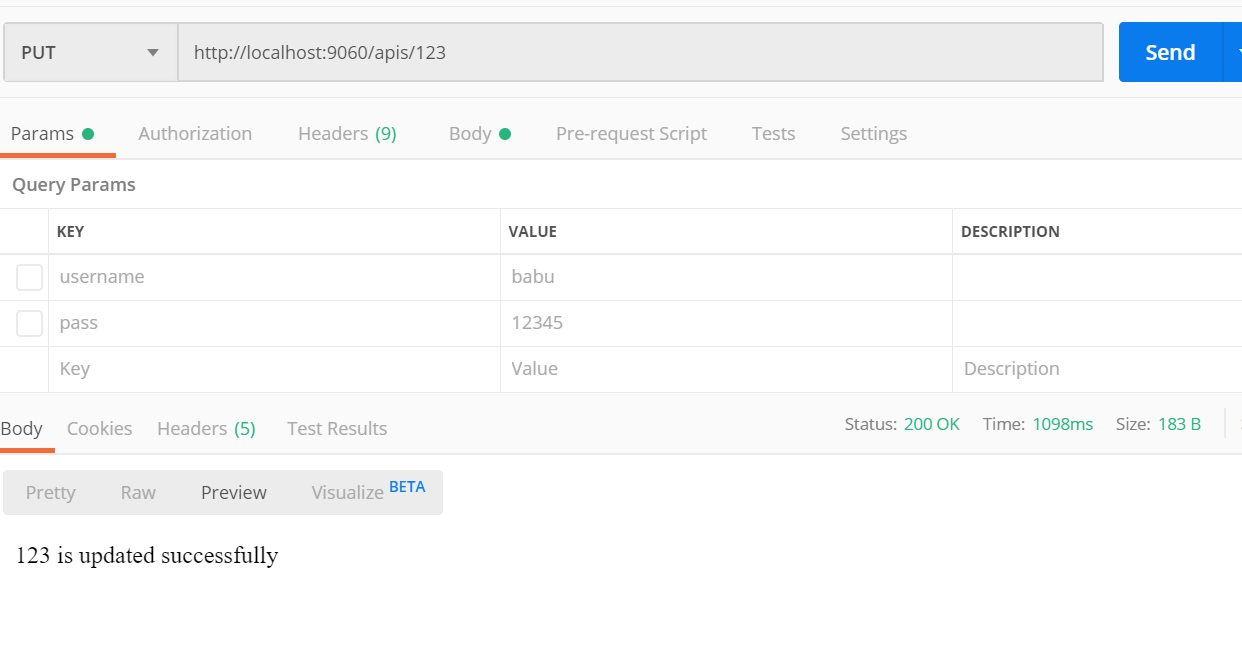 PUT http://localhost:9060/apis/123 Send
Params Authorization Headers (9) Body Pre-request Script Tests Settings
Query Params
KEY VALUE DESCRIPTION
username babu
pass 12345
Key Value Description
Body Cookies Headers (5) Test Results Status: 200 OK Time: 1098ms Size: 183 B
Pretty Raw Preview Visualize BETA
123 is updated successfully